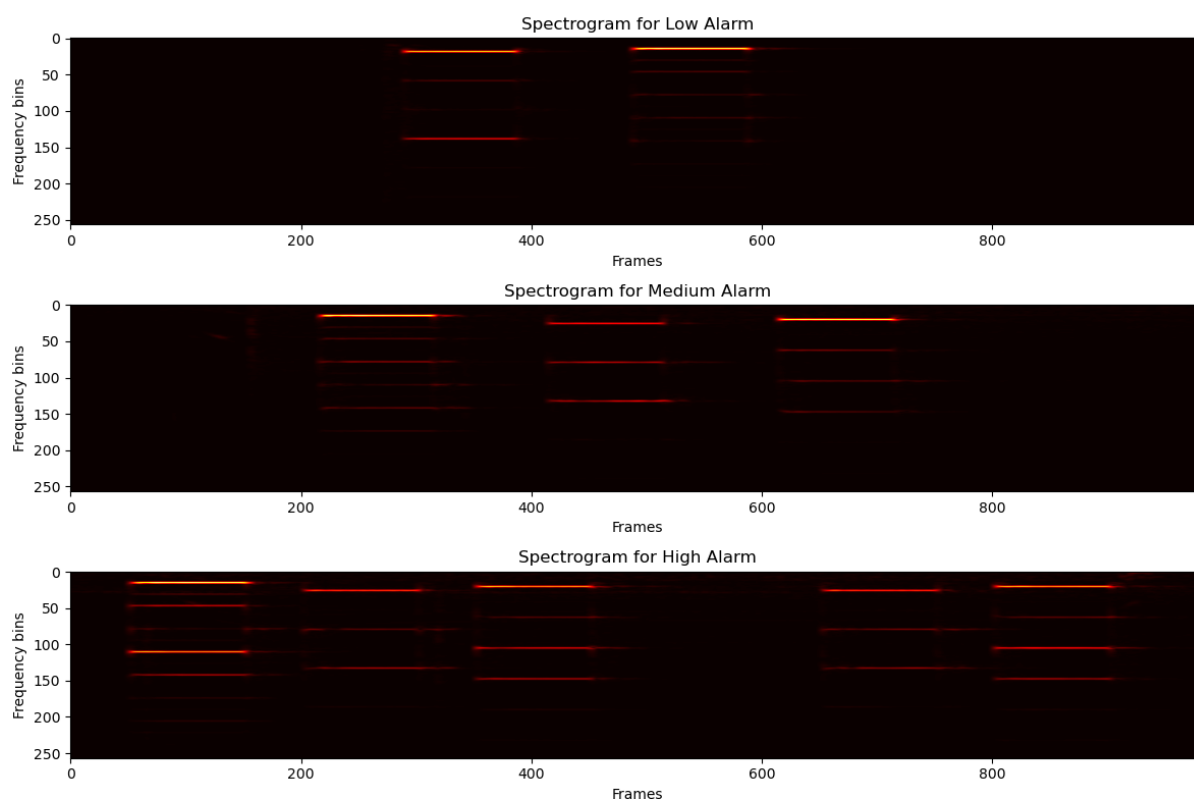 Spectrogram for Low Alarm
Frequency bins
0
50
100
150
200
250
0 200 400 600 800
Frames
Spectrogram for Medium Alarm
Frequency bins
0
50
100
150
200
250
0 200 400 600 800
Frames
Spectrogram for High Alarm
Frequency bins
0
50
100
150
200
250
0 200 400 600 800
Frames